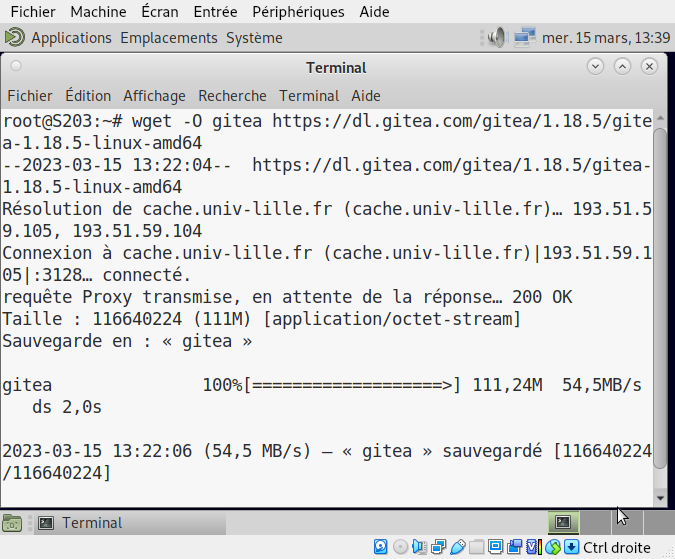 Fichier Machine Écran Entrée Périphériques Aide
Applications Emplacements Système mer. 15 mars, 13:39
Terminal
Fichier Édition Affichage Recherche Terminal Aide
root@S203:~# wget -O gitea https://dl.gitea.com/gitea/1.18.5/gite
a-1.18.5-linux-amd64
--2023-03-15 13:22:04--  https://dl.gitea.com/gitea/1.18.5/gitea-
1.18.5-linux-amd64
Résolution de cache.univ-lille.fr (cache.univ-lille.fr)… 193.51.5
9.105, 193.51.59.104
Connexion à cache.univ-lille.fr (cache.univ-lille.fr)|193.51.59.1
05|:3128… connecté.
requête Proxy transmise, en attente de la réponse… 200 OK
Taille : 116640224 (111M) [application/octet-stream]
Sauvegarde en : « gitea »
gitea 100%[===================>] 111,24M 54,5MB/s
ds 2,0s
2023-03-15 13:22:06 (54,5 MB/s) — « gitea » sauvegardé [116640224
/116640224]
Terminal
Ctrl droite